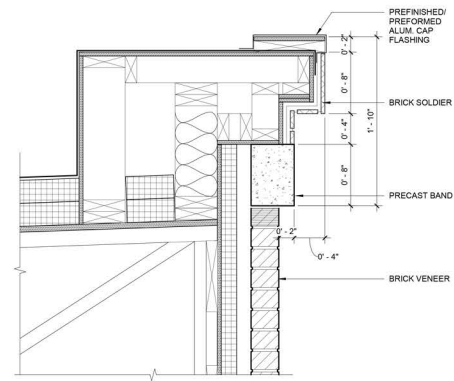 PREFINISHED/
PREFORMED
ALUM. CAP
FLASHING
0' - 2"
0' - 8"
BRICK SOLDIER
0' - 4"
1' - 10"
0' - 8"
PRECAST BAND
0' - 2"
0' - 4"
BRICK VENEER